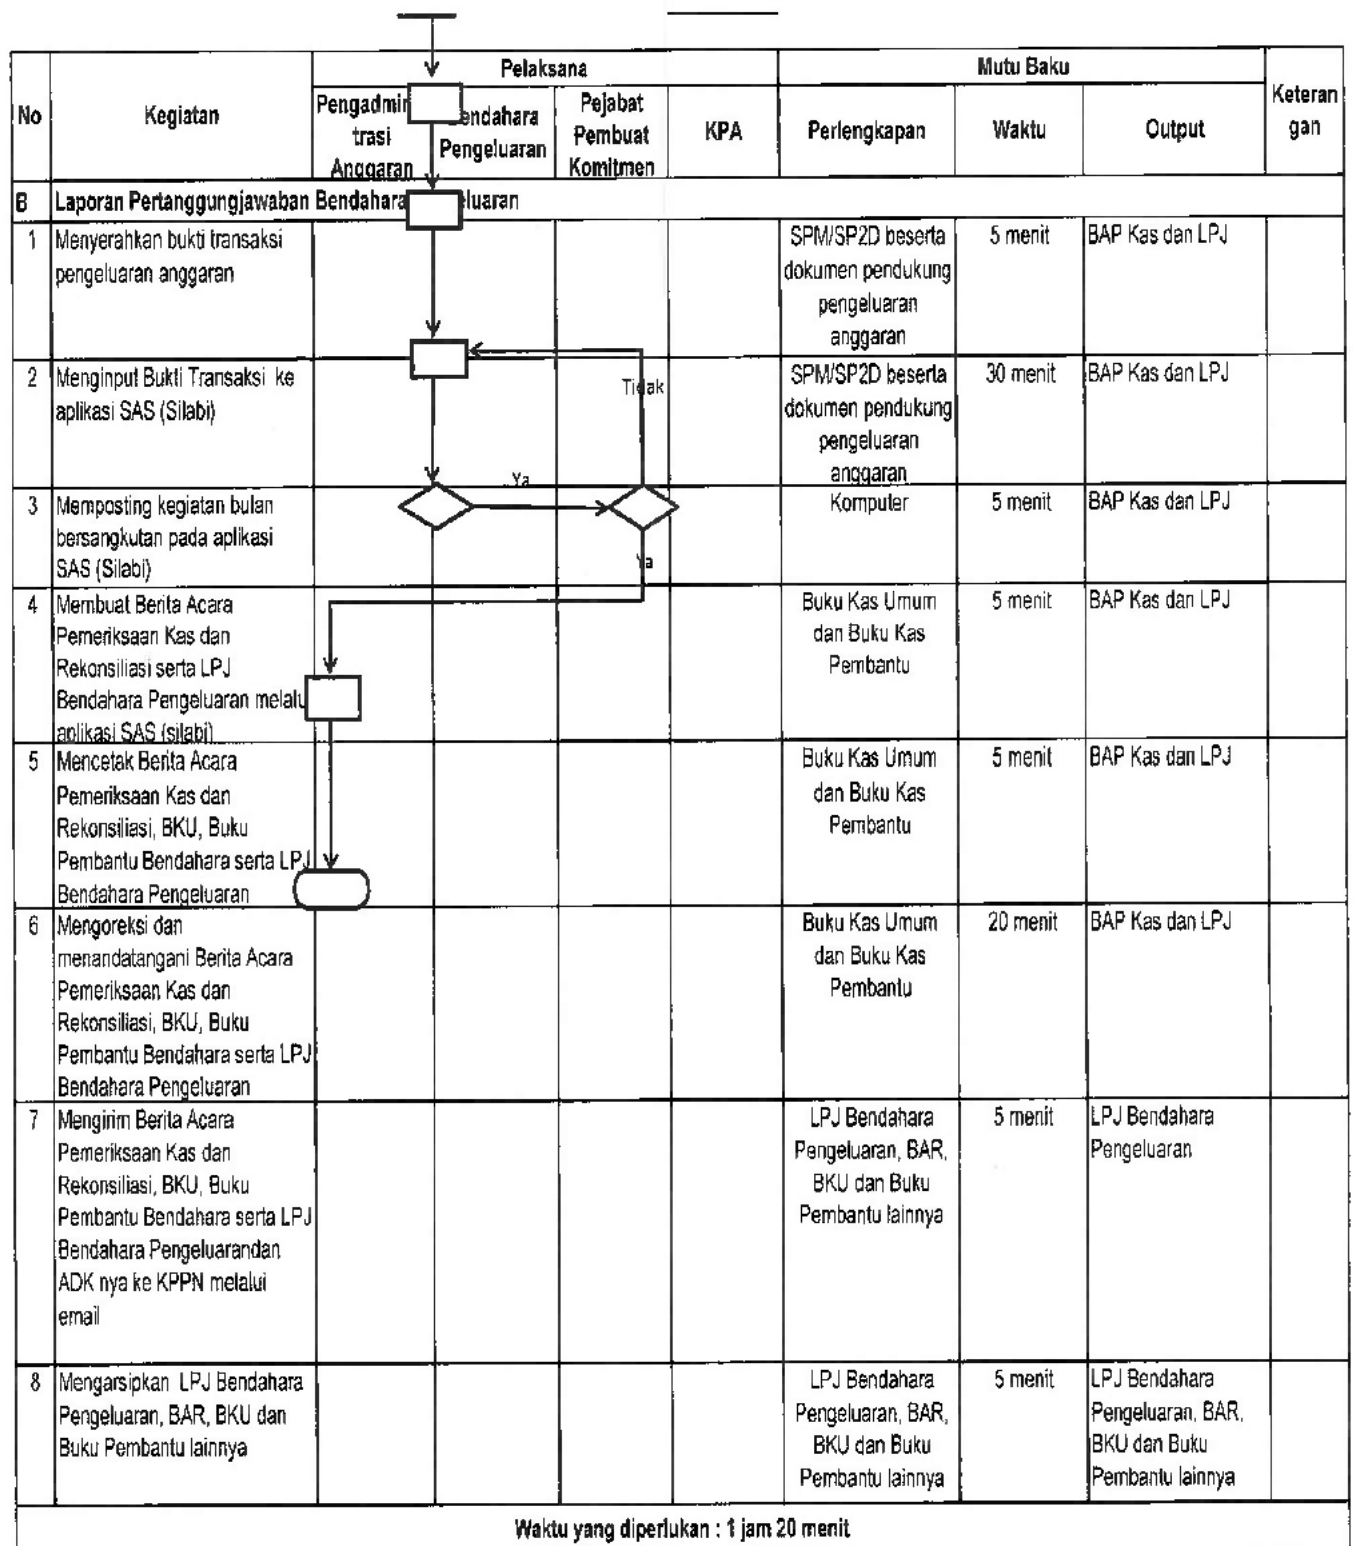 Pelaksana
Mutu Baku
No
Kegiatan
Pengadmin
trasi
Anggaran
endahara
Pengeluaran
Pejabat
Pembuat
Komitmen
KPA
Perlengkapan
Waktu
Output
Keteran
gan
B Laporan Pertanggungjawaban Bendahara eluaran
1 Menyerahkan bukti transaksi
pengeluaran anggaran
SPM/SP2D beserta
dokumen pendukung
pengeluaran
anggaran
5 menit
BAP Kas dan LPJ
2 Menginput Bukti Transaksi ke
aplikasi SAS (Silabi)
Tidak
SPM/SP2D beserta
dokumen pendukung
pengeluaran
anggaran
30 menit
BAP Kas dan LPJ
Ya
3 Memposting kegiatan bulan
bersangkutan pada aplikasi
SAS (Silabi)
Ya
Komputer
5 menit
BAP Kas dan LPJ
4 Membuat Berita Acara
Pemeriksaan Kas dan
Rekonsiliasi serta LPJ
Bendahara Pengeluaran melalu
aplikasi SAS (silabi)
Buku Kas Umum
dan Buku Kas
Pembantu
5 menit
BAP Kas dan LPJ
5 Mencetak Berita Acara
Pemeriksaan Kas dan
Rekonsiliasi, BKU, Buku
Pembantu Bendahara serta LPJ
Bendahara Pengeluaran
Buku Kas Umum
dan Buku Kas
Pembantu
5 menit
BAP Kas dan LPJ
6 Mengoreksi dan
menandatangani Berita Acara
Pemeriksaan Kas dan
Rekonsiliasi, BKU, Buku
Pembantu Bendahara serta LPJ
Bendahara Pengeluaran
Buku Kas Umum
dan Buku Kas
Pembantu
20 menit
BAP Kas dan LPJ
7 Mengirim Berita Acara
Pemeriksaan Kas dan
Rekonsiliasi, BKU, Buku
Pembantu Bendahara serta LPJ
Bendahara Pengeluarandan
ADK nya ke KPPN melalui
email
LPJ Bendahara
Pengeluaran, BAR,
BKU dan Buku
Pembantu lainnya
5 menit
LPJ Bendahara
Pengeluaran
8 Mengarsipkan LPJ Bendahara
Pengeluaran, BAR, BKU dan
Buku Pembantu lainnya
LPJ Bendahara
Pengeluaran, BAR,
BKU dan Buku
Pembantu lainnya
5 menit
LPJ Bendahara
Pengeluaran, BAR,
BKU dan Buku
Pembantu lainnya
Waktu yang diperlukan : 1 jam 20 menit